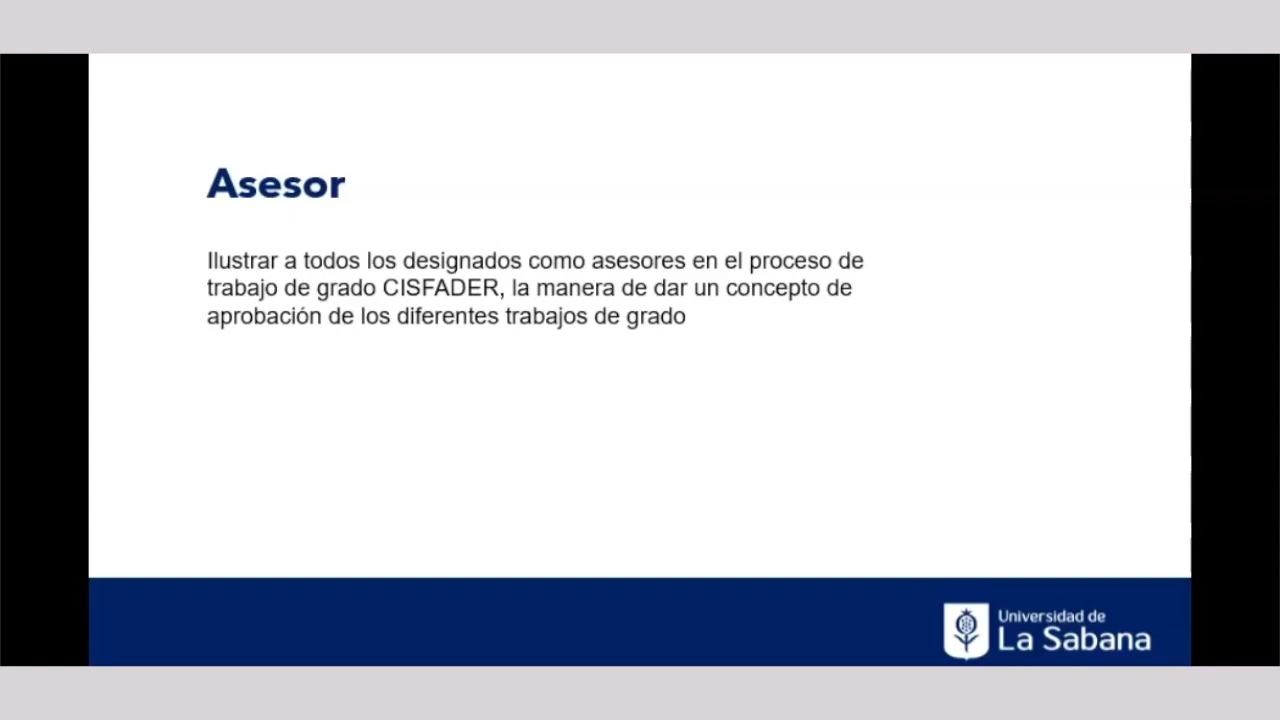 Asesor
Ilustrar a todos los designados como asesores en el proceso de
trabajo de grado CISFADER, la manera de dar un concepto de
aprobación de los diferentes trabajos de grado
Universidad de
La Sabana